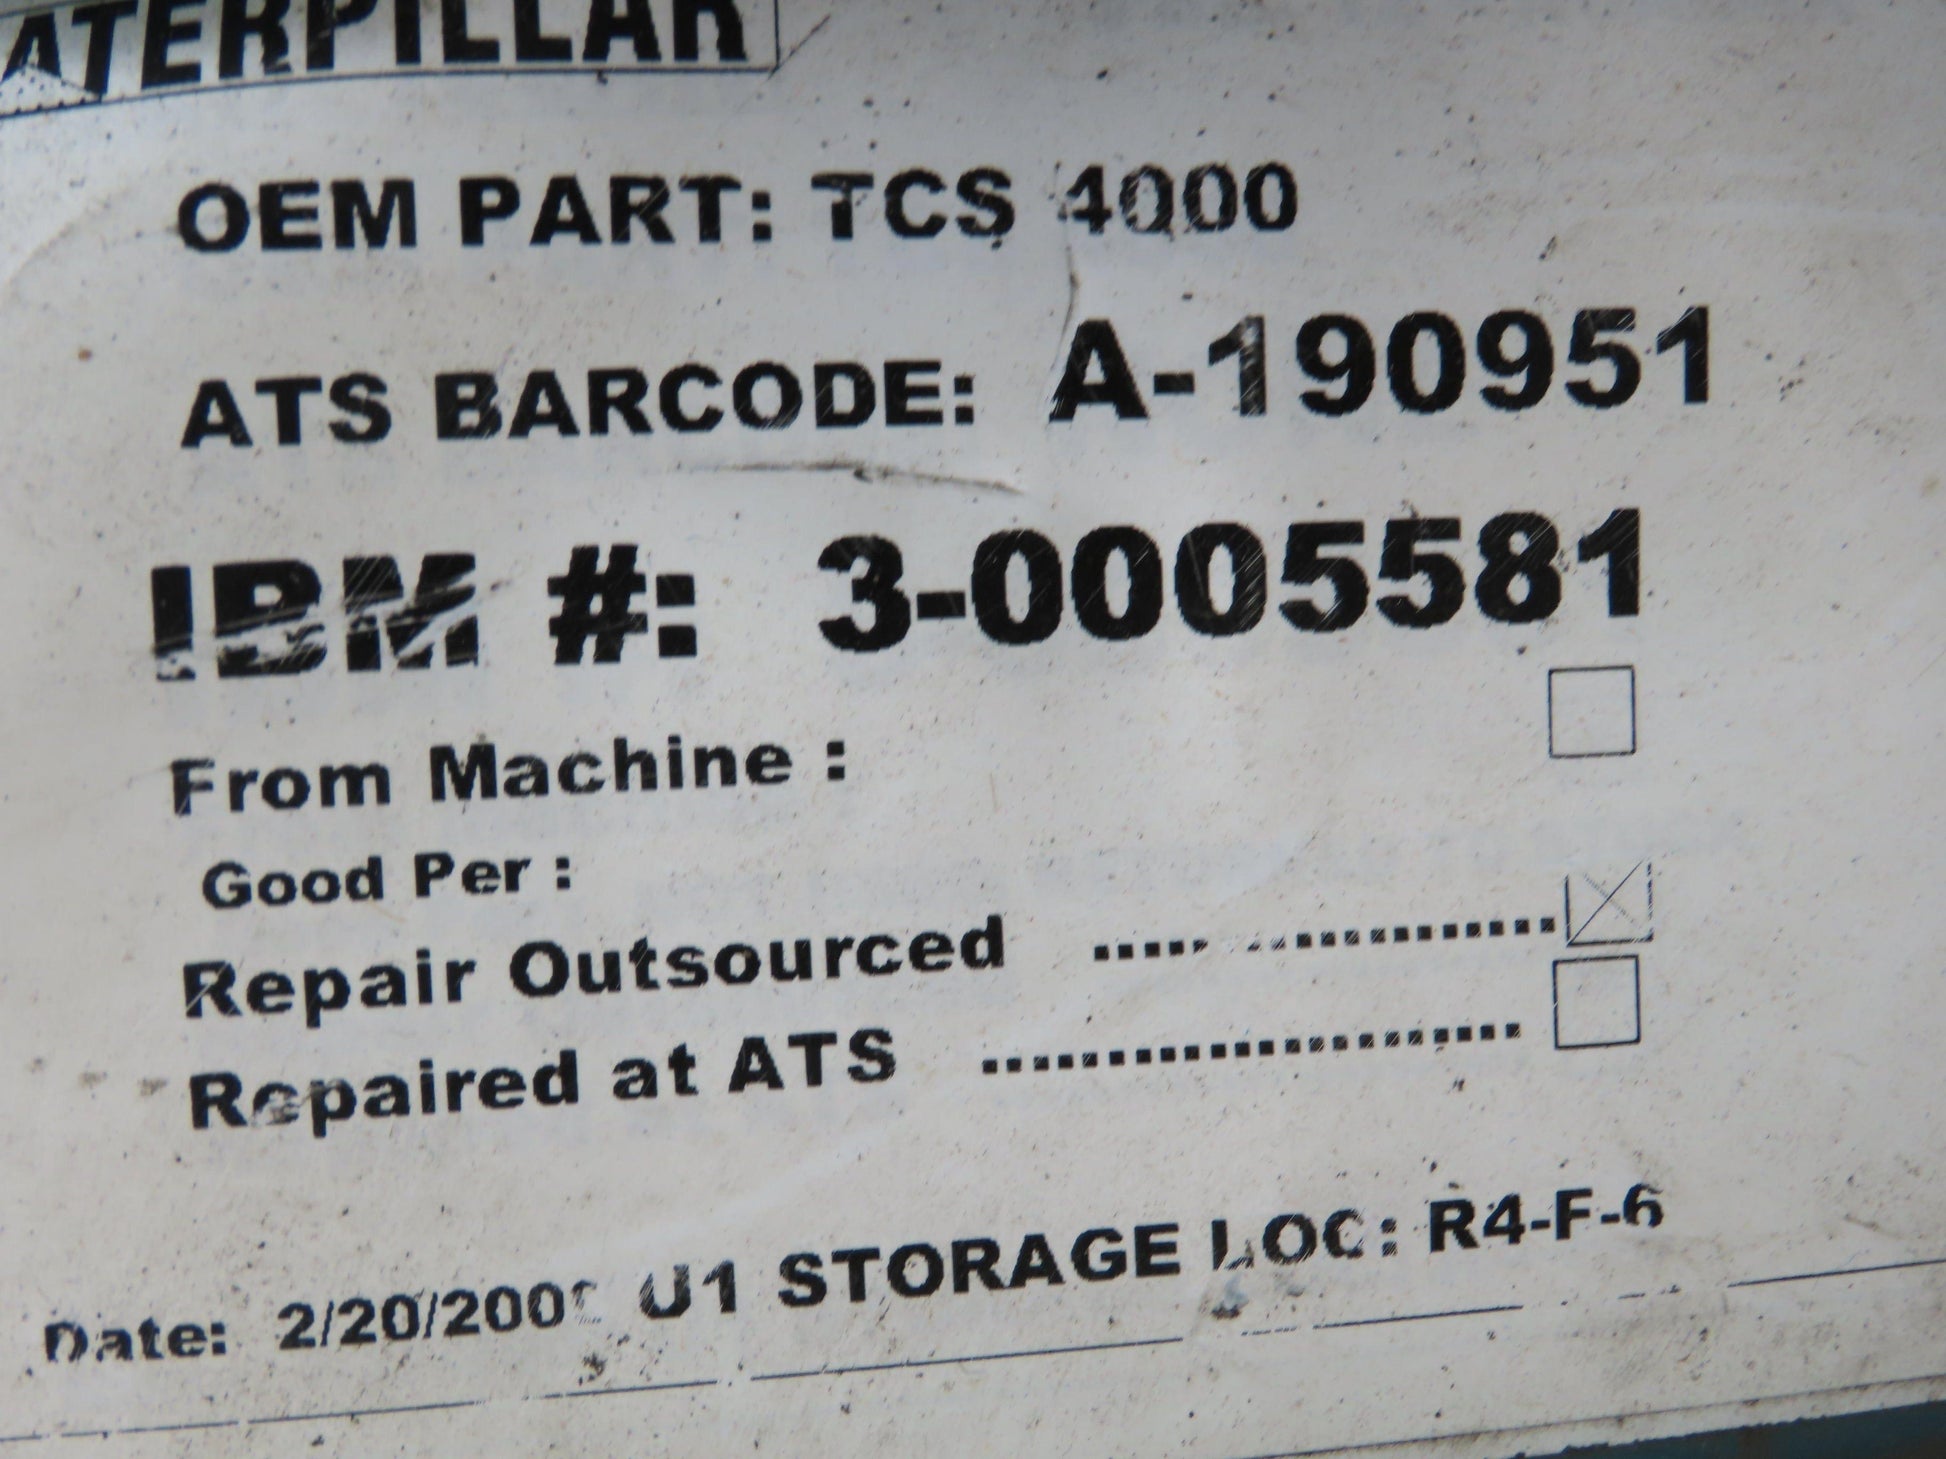 CATERPILLAR
OEM PART: TCS 4000
ATS BARCODE: A-190951
IBM #: 3-0005581
From Machine :
Good Per :
Repair Outsourced ........................
Repaired at ATS ........................
Date: U1 STORAGE LOC: R4-F-6